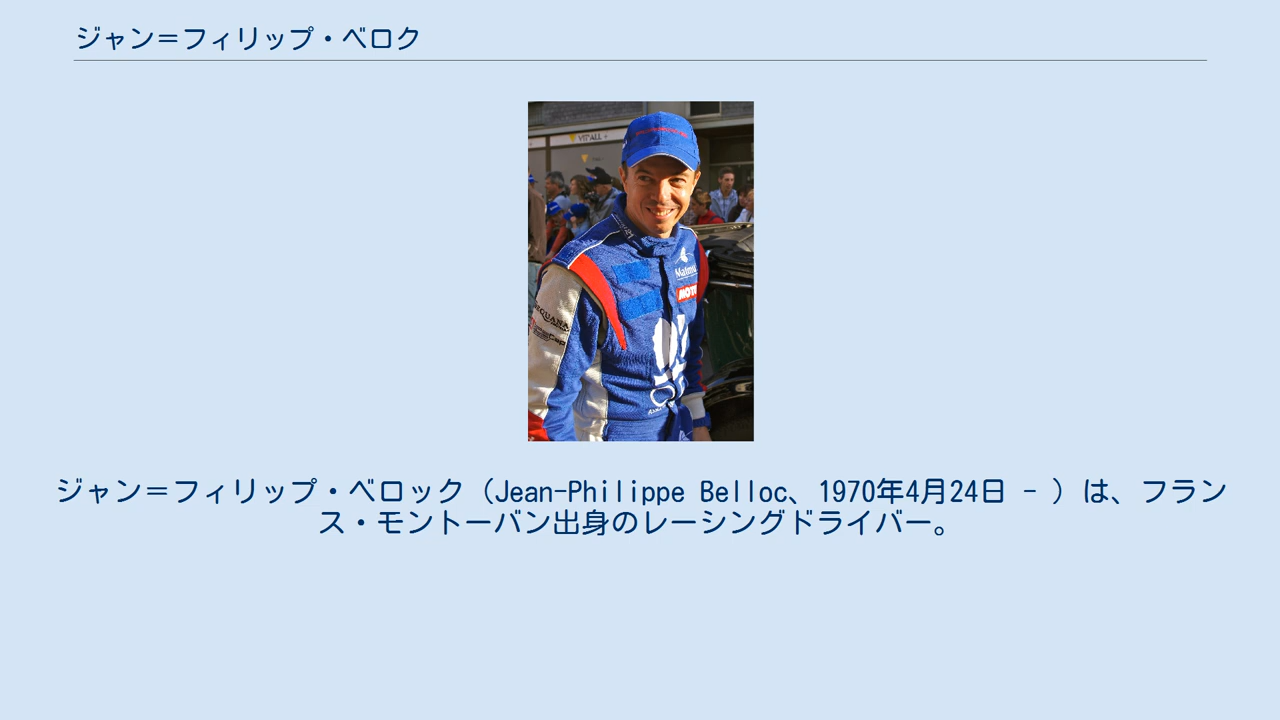 ジャン＝フィリップ・ベロク
VIT'ALL +
MOTU
ジャン＝フィリップ・ベロック（Jean-Philippe Belloc、1970年4月24日 - ）は、フラン
ス・モントーバン出身のレーシングドライバー。